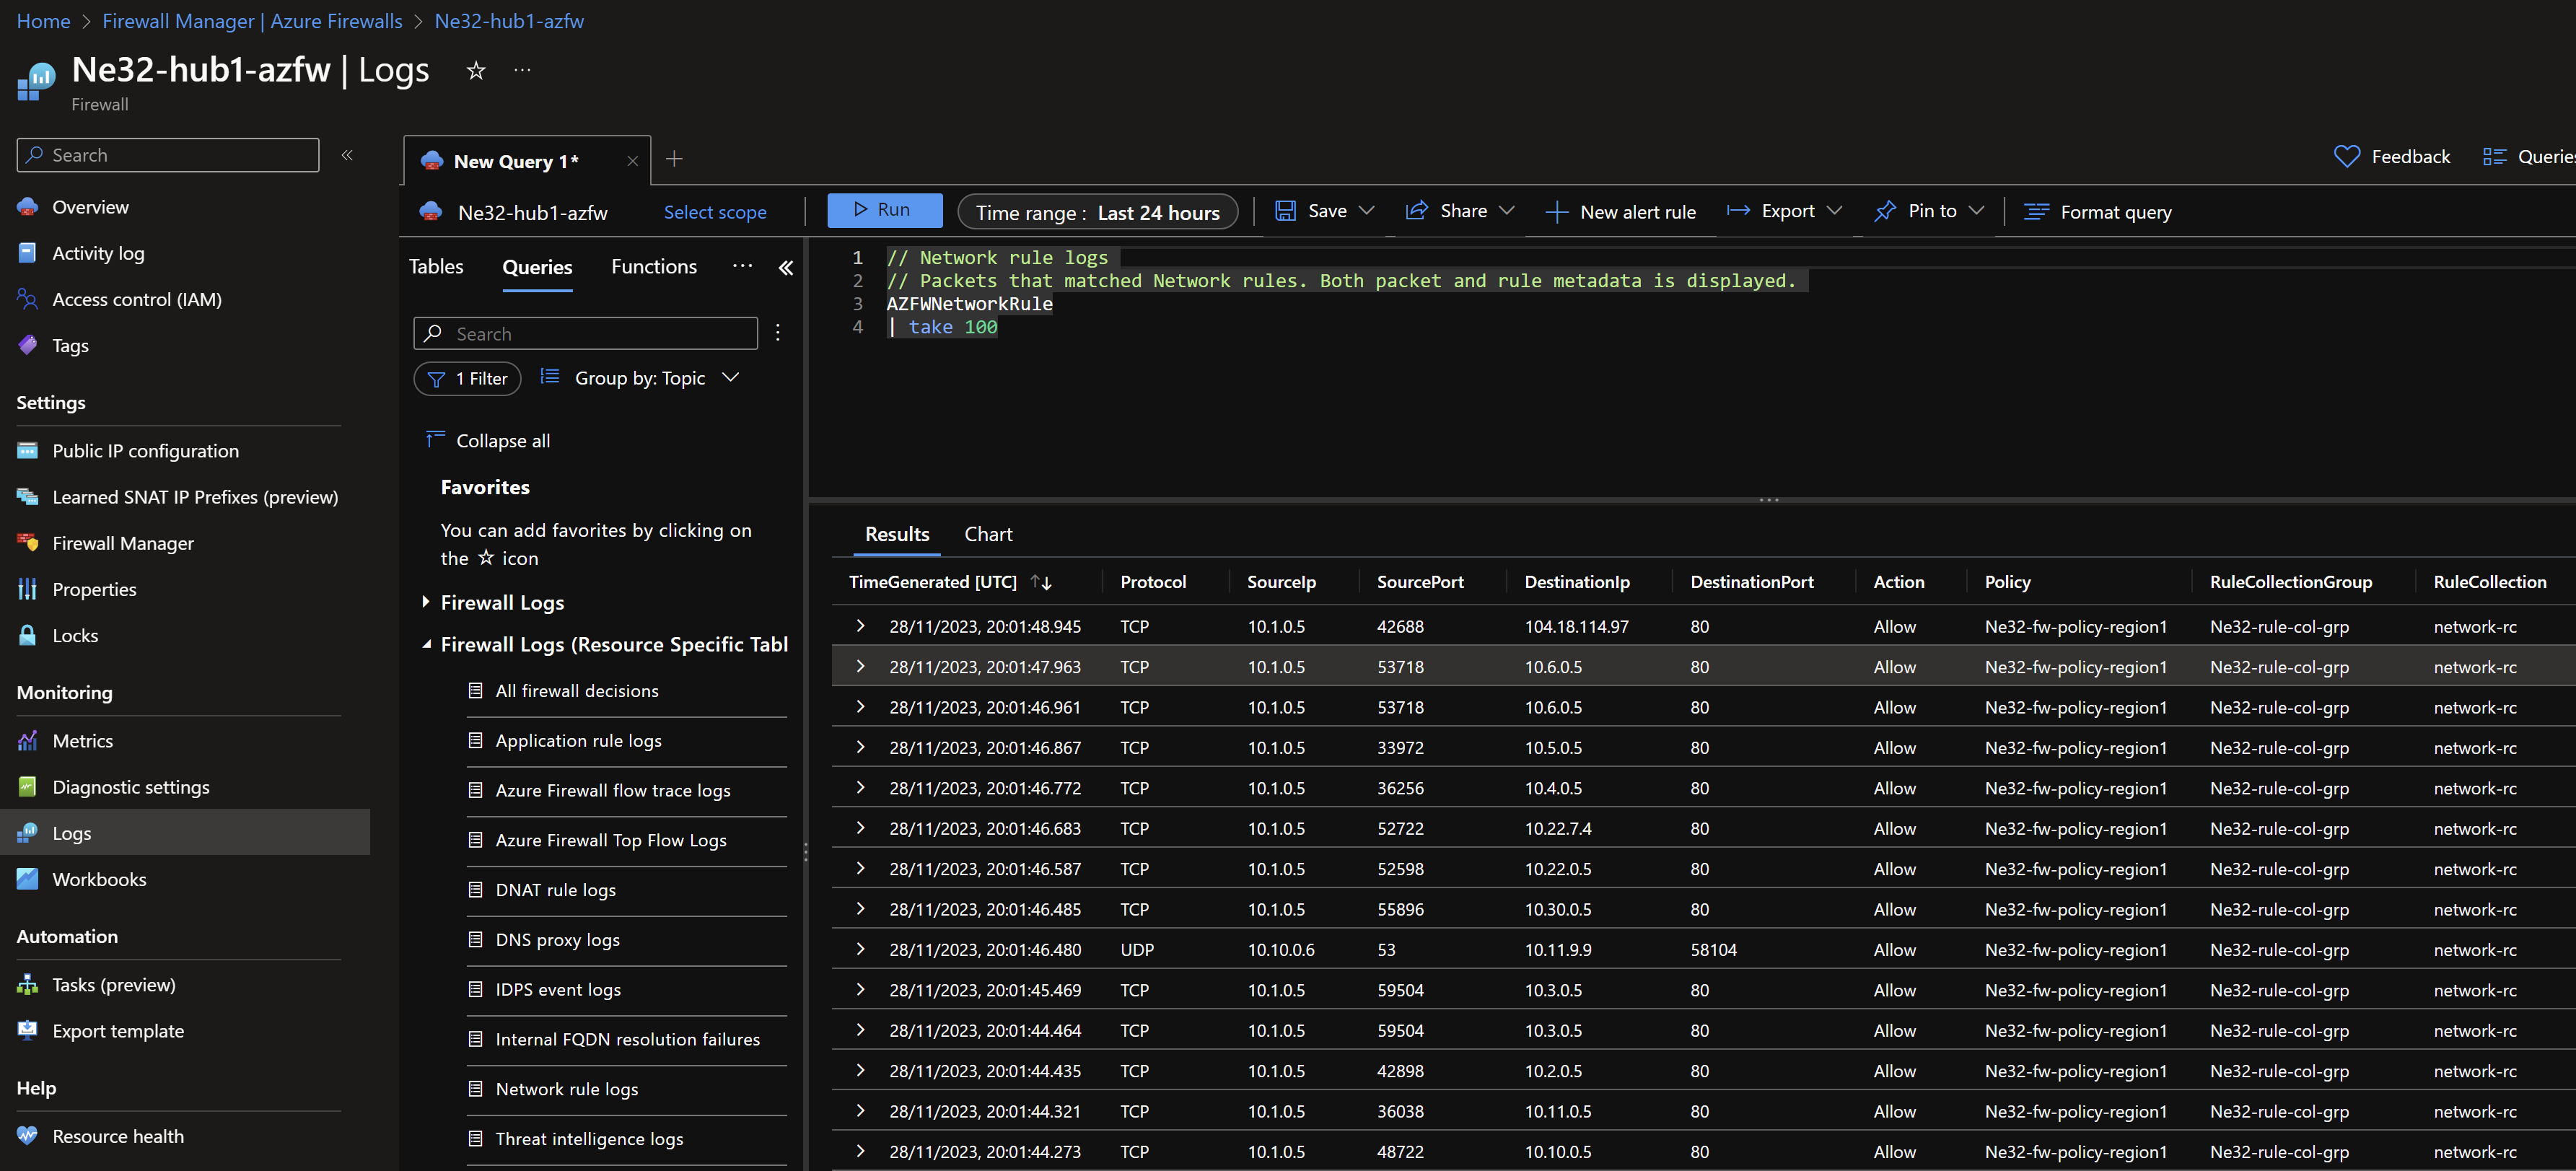 Home > Firewall Manager | Azure Firewalls > Ne32-hub1-azfw
Ne32-hub1-azfw | Logs
Firewall
Search
Overview
Activity log
Access control (IAM)
Tags
Settings
Public IP configuration
Learned SNAT IP Prefixes (preview)
Firewall Manager
Properties
Locks
Monitoring
Metrics
Diagnostic settings
Logs
Workbooks
Automation
Tasks (preview)
Export template
Help
Resource health
New Query 1*
Feedback
Queries
Ne32-hub1-azfw Select scope Run Time range : Last 24 hours Save Share New alert rule Export Pin to Format query
Tables Queries Functions
Search
1 Filter Group by: Topic
Collapse all
Favorites
You can add favorites by clicking on
the ☆ icon
Firewall Logs
Firewall Logs (Resource Specific Tabl
All firewall decisions
Application rule logs
Azure Firewall flow trace logs
Azure Firewall Top Flow Logs
DNAT rule logs
DNS proxy logs
IDPS event logs
Internal FQDN resolution failures
Network rule logs
Threat intelligence logs
1 // Network rule logs
2 // Packets that matched Network rules. Both packet and rule metadata is displayed.
3 AZFWNetworkRule
4 | take 100
Results Chart
TimeGenerated [UTC] Protocol SourceIp SourcePort DestinationIp DestinationPort Action Policy RuleCollectionGroup RuleCollection
28/11/2023, 20:01:48.945 TCP 10.1.0.5 42688 104.18.114.97 80 Allow Ne32-fw-policy-region1 Ne32-rule-col-grp network-rc
28/11/2023, 20:01:47.963 TCP 10.1.0.5 53718 10.6.0.5 80 Allow Ne32-fw-policy-region1 Ne32-rule-col-grp network-rc
28/11/2023, 20:01:46.961 TCP 10.1.0.5 53718 10.6.0.5 80 Allow Ne32-fw-policy-region1 Ne32-rule-col-grp network-rc
28/11/2023, 20:01:46.867 TCP 10.1.0.5 33972 10.5.0.5 80 Allow Ne32-fw-policy-region1 Ne32-rule-col-grp network-rc
28/11/2023, 20:01:46.772 TCP 10.1.0.5 36256 10.4.0.5 80 Allow Ne32-fw-policy-region1 Ne32-rule-col-grp network-rc
28/11/2023, 20:01:46.683 TCP 10.1.0.5 52722 10.22.7.4 80 Allow Ne32-fw-policy-region1 Ne32-rule-col-grp network-rc
28/11/2023, 20:01:46.587 TCP 10.1.0.5 52598 10.22.0.5 80 Allow Ne32-fw-policy-region1 Ne32-rule-col-grp network-rc
28/11/2023, 20:01:46.485 TCP 10.1.0.5 55896 10.30.0.5 80 Allow Ne32-fw-policy-region1 Ne32-rule-col-grp network-rc
28/11/2023, 20:01:46.480 UDP 10.10.0.6 53 10.11.9.9 58104 Allow Ne32-fw-policy-region1 Ne32-rule-col-grp network-rc
28/11/2023, 20:01:45.469 TCP 10.1.0.5 59504 10.3.0.5 80 Allow Ne32-fw-policy-region1 Ne32-rule-col-grp network-rc
28/11/2023, 20:01:44.464 TCP 10.1.0.5 59504 10.3.0.5 80 Allow Ne32-fw-policy-region1 Ne32-rule-col-grp network-rc
28/11/2023, 20:01:44.435 TCP 10.1.0.5 42898 10.2.0.5 80 Allow Ne32-fw-policy-region1 Ne32-rule-col-grp network-rc
28/11/2023, 20:01:44.321 TCP 10.1.0.5 36038 10.11.0.5 80 Allow Ne32-fw-policy-region1 Ne32-rule-col-grp network-rc
28/11/2023, 20:01:44.273 TCP 10.1.0.5 48722 10.10.0.5 80 Allow Ne32-fw-policy-region1 Ne32-rule-col-grp network-rc